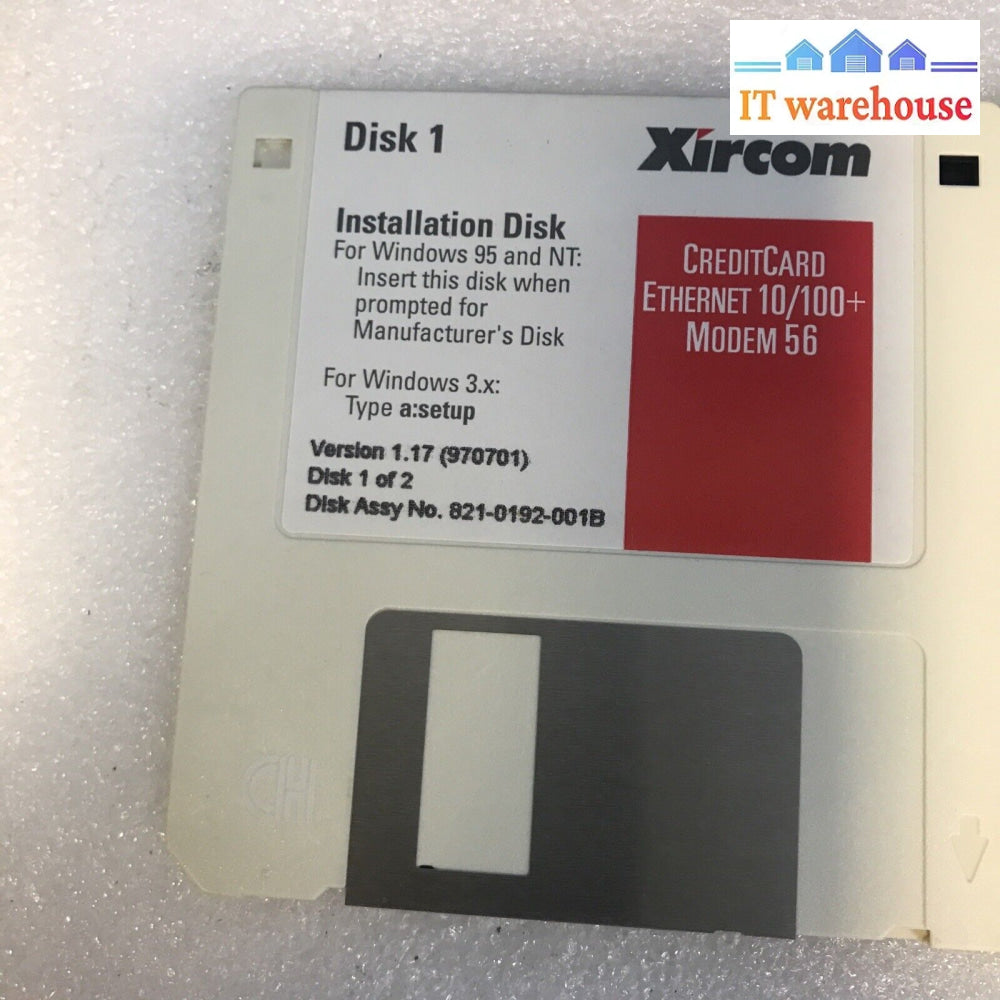 IT warehouse
Disk 1
Xircom
Installation Disk
For Windows 95 and NT:
Insert this disk when
prompted for
Manufacturer's Disk
For Windows 3.x:
Type a:setup
Version 1.17 (970701)
Disk 1 of 2
Disk Assy No. 821-0192-001B
CREDITCARD
ETHERNET 10/100+
MODEM 56
HD